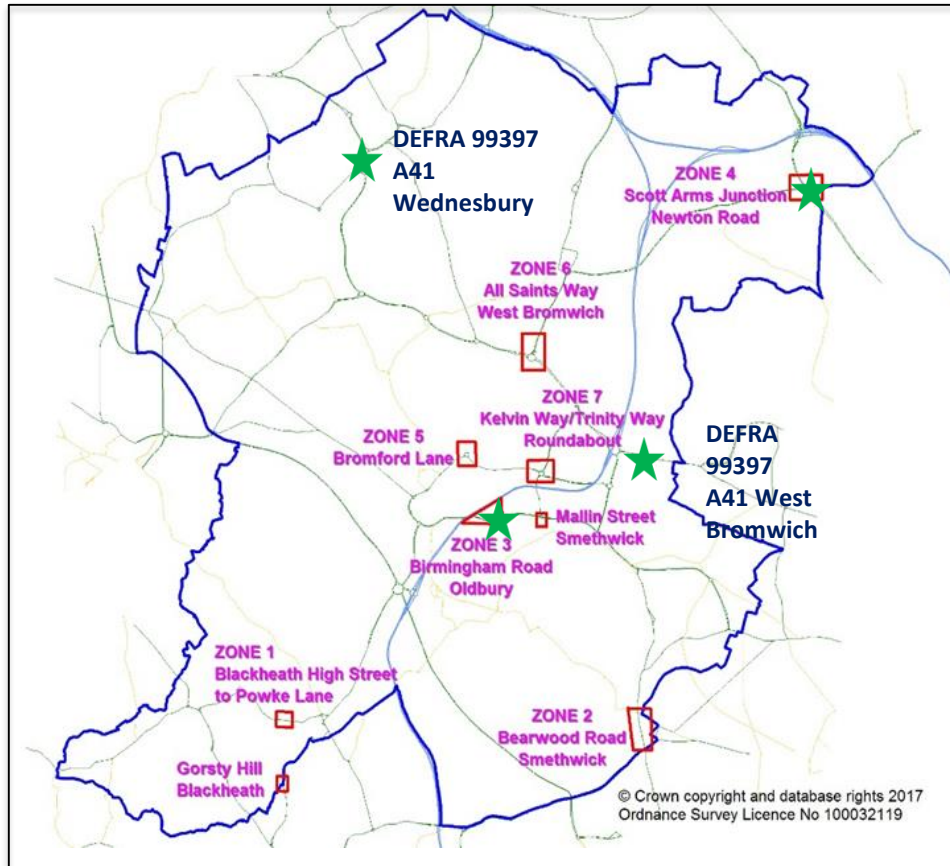 DEFRA 99397
A41
Wednesbury
ZONE 4
Scott Arms Junction
Newton Road
ZONE 6
All Saints Way
West Bromwich
ZONE 7
Kelvin Way/Trinity Way
Roundabout
ZONE 5
Bromford Lane
DEFRA
99397
A41 West
Bromwich
Mallin Street
Smethwick
ZONE 3
Birmingham Road
Oldbury
ZONE 1
Blackheath High Street
to Powke Lane
ZONE 2
Bearwood Road
Smethwick
Gorsty Hill
Blackheath
© Crown copyright and database rights 2017
Ordnance Survey Licence No 100032119